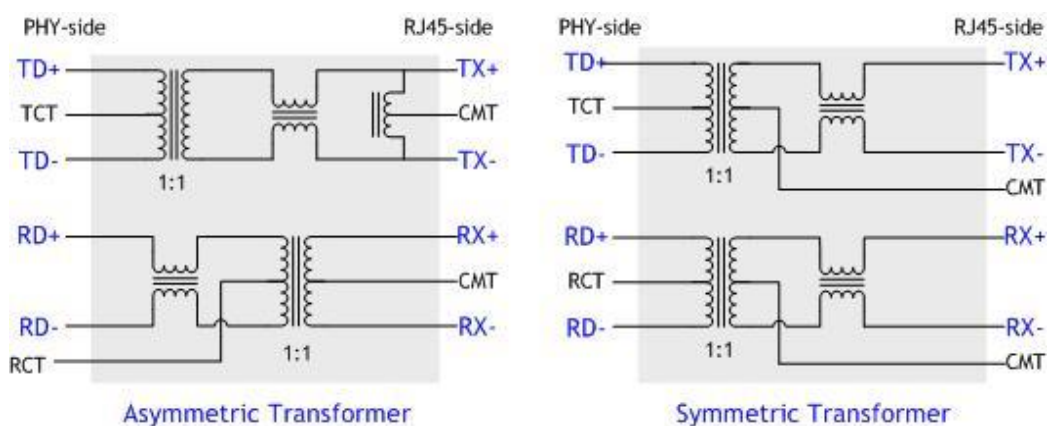 PHY-side
RJ45-side
TD+
TX+
TCT
CMT
TD-
TX-
1:1
RD+
RX+
CMT
RD-
RX-
RCT
1:1
Asymmetric Transformer
PHY-side
RJ45-side
TD+
TX+
TCT
TD-
TX-
1:1
CMT
RD+
RX+
RCT
RD-
RX-
1:1
CMT
Symmetric Transformer